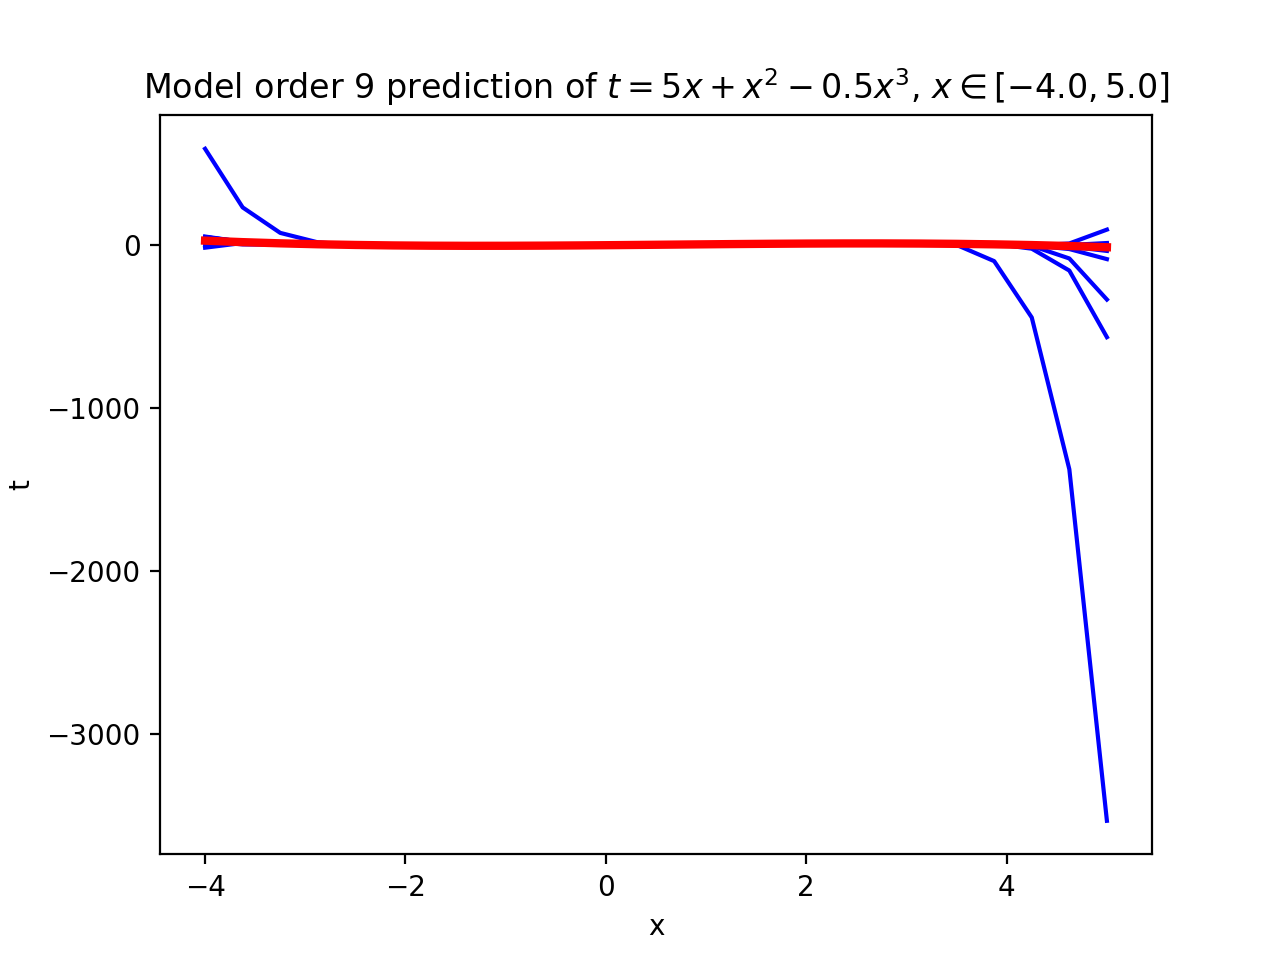 Model order 9 prediction of $t = 5x + x^2 - 0.5x^3$, $x \in [-4.0, 5.0]$
0
−1000
−2000
−3000
t
−4 −2 0 2 4
x